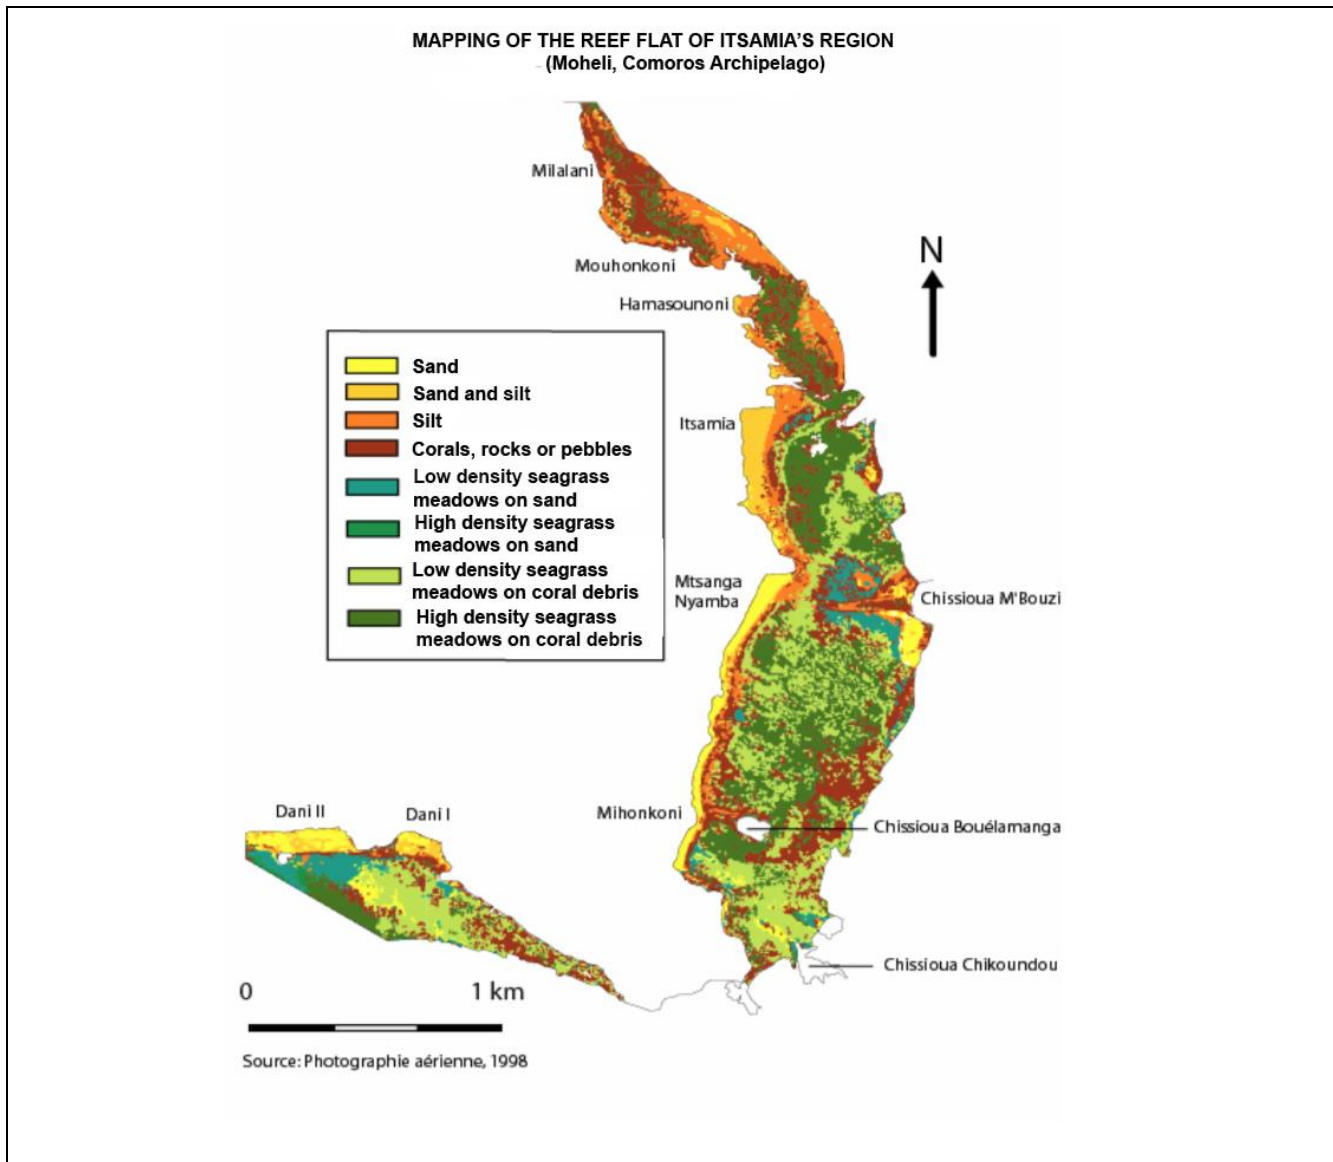 MAPPING OF THE REEF FLAT OF ITSAMIA'S REGION
(Moheli, Comoros Archipelago)
Milalani
N
Mouhonkoni
Hamasounoni
Sand
Sand and silt
Silt
Corals, rocks or pebbles
Low density seagrass
meadows on sand
High density seagrass
meadows on sand
Low density seagrass
meadows on coral debris
High density seagrass
meadows on coral debris
Itsamia
Mtsanga
Nyamba
Chissioua M'Bouzi
Dani II
Dani I
Mihonkoni
Chissioua Bouélamanga
Chissioua Chikoundou
0 1 km
Source: Photographie aérienne, 1998